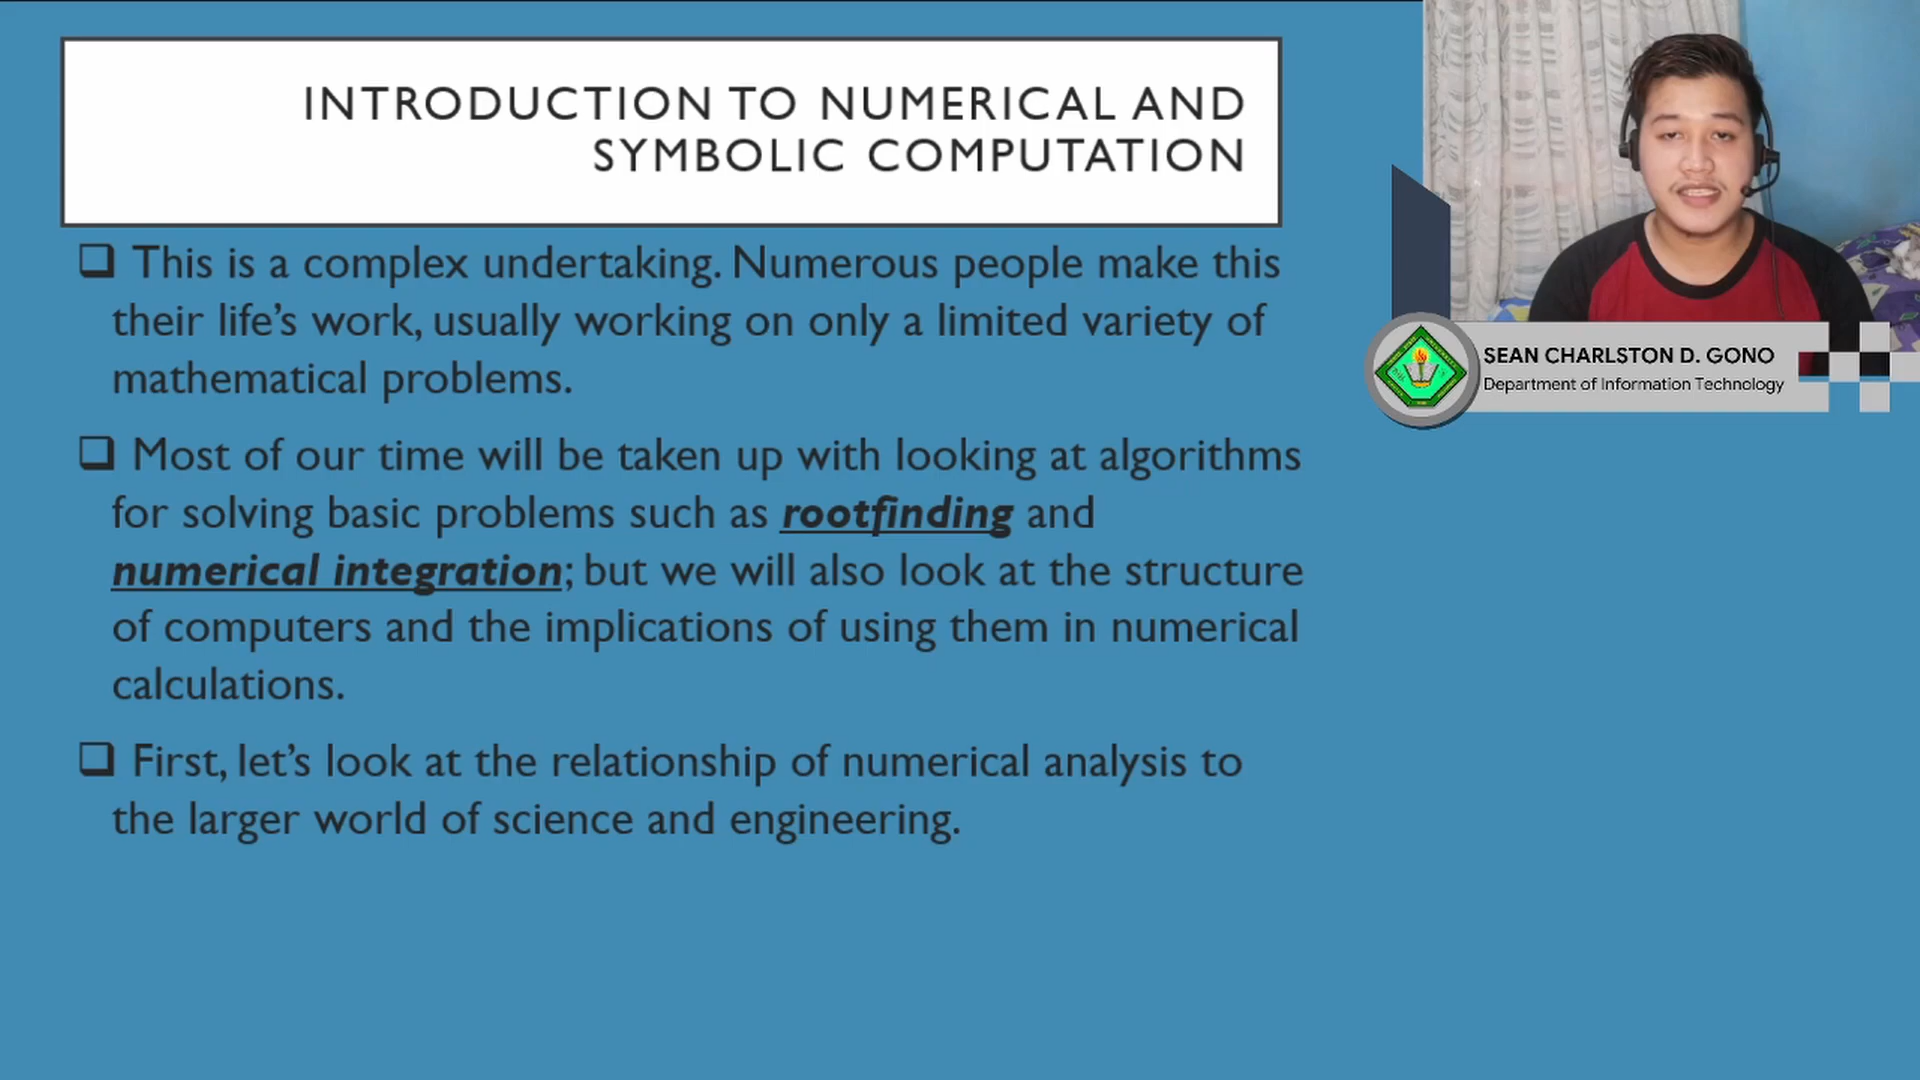 INTRODUCTION TO NUMERICAL AND
SYMBOLIC COMPUTATION
❑ This is a complex undertaking. Numerous people make this
their life’s work, usually working on only a limited variety of
mathematical problems.
❑ Most of our time will be taken up with looking at algorithms
for solving basic problems such as rootfinding and
numerical integration; but we will also look at the structure
of computers and the implications of using them in numerical
calculations.
❑ First, let’s look at the relationship of numerical analysis to
the larger world of science and engineering.
SEAN CHARLSTON D. GONO
Department of Information Technology